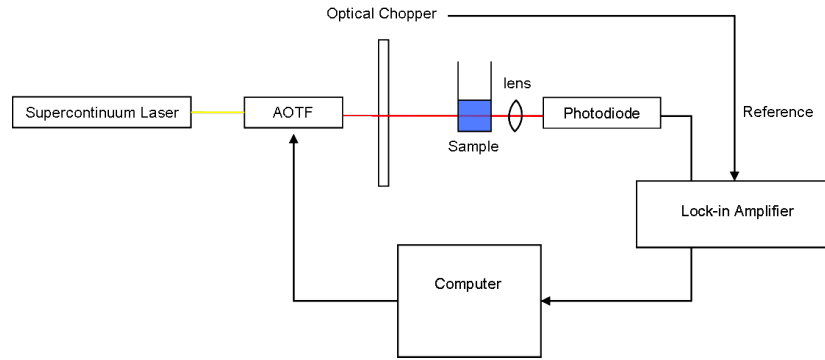 Optical Chopper
lens
Supercontinuum Laser
AOTF
Photodiode
Reference
Sample
Lock-in Amplifier
Computer